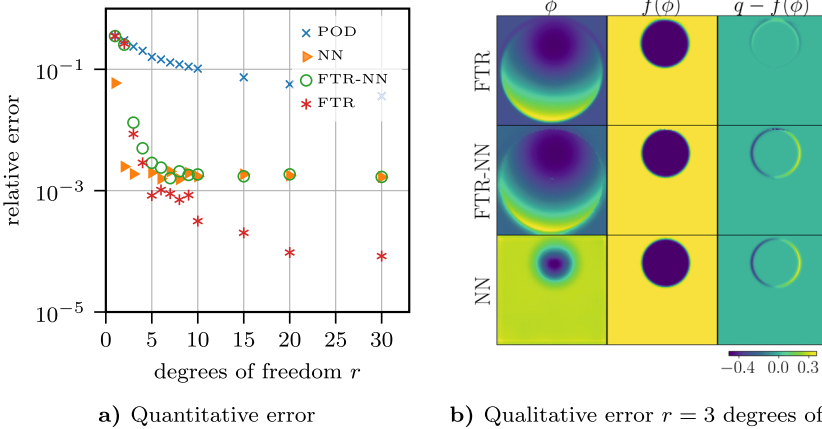 ϕ f(ϕ) q − f(ϕ)
POD
NN
FTR-NN
FTR
10⁻¹
10⁻³
10⁻⁵
relative error
0 5 10 15 20 25 30
degrees of freedom r
a) Quantitative error
FTR
FTR-NN
NN
−0.4 0.0 0.3
b) Qualitative error r = 3 degrees of